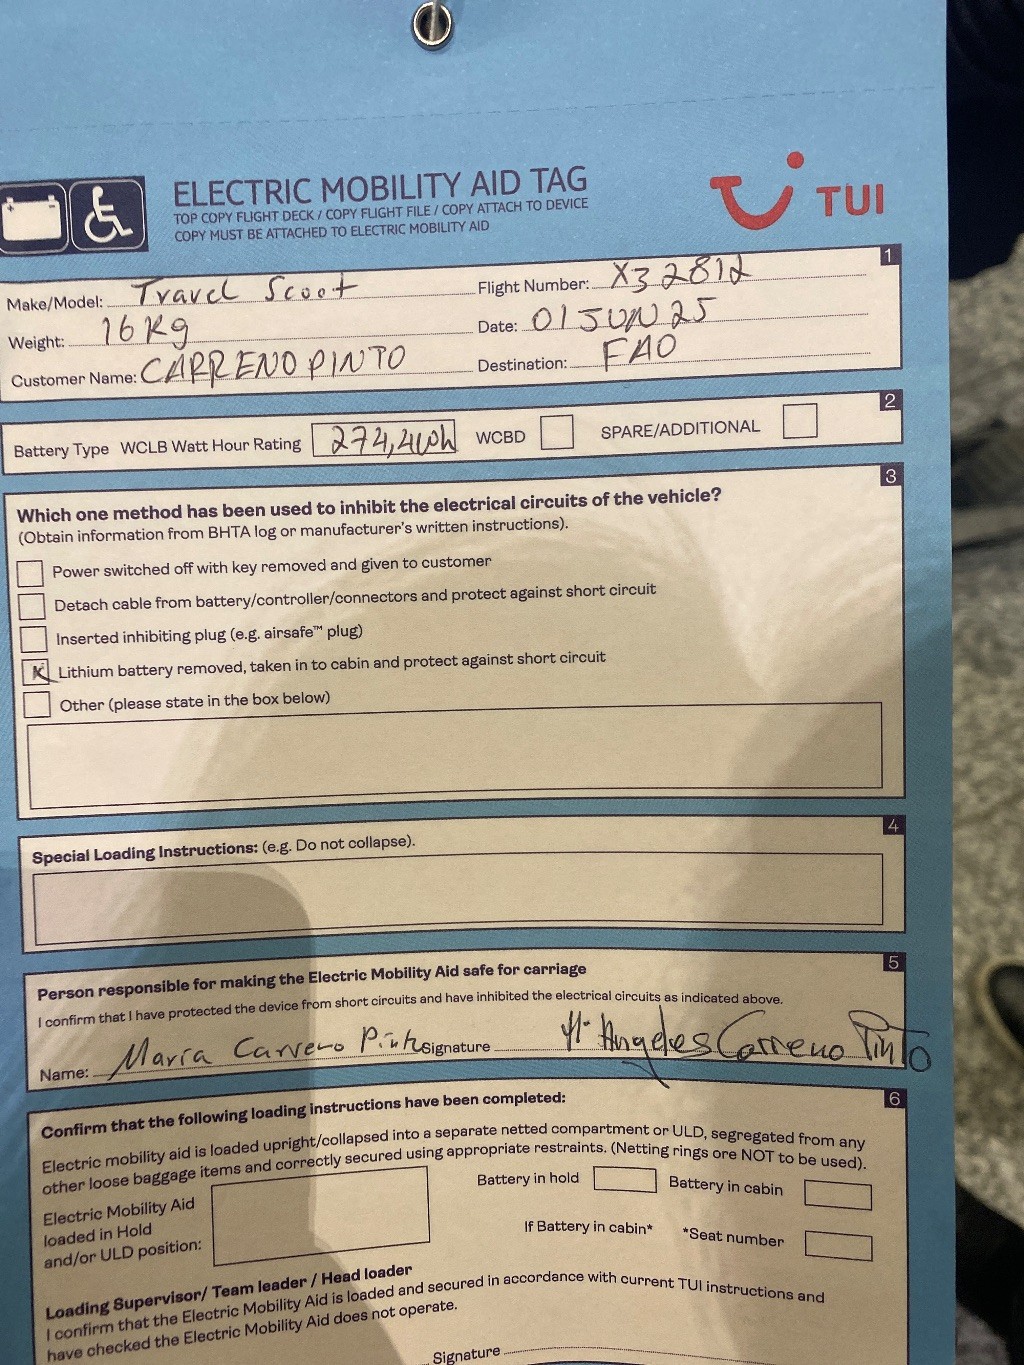 ELECTRIC MOBILITY AID TAG
TOP COPY FLIGHT DECK / COPY FLIGHT FILE / COPY ATTACH TO DEVICE
COPY MUST BE ATTACHED TO ELECTRIC MOBILITY AID
TUI
1
Make/Model: Travel Scoot Flight Number: X3 2812
Weight: 16 Kg Date: 01 JUN 25
Customer Name: CARRENO PINTO Destination: FAO
2
Battery Type WCLB Watt Hour Rating 274,4Wh WCBD SPARE/ADDITIONAL
3
Which one method has been used to inhibit the electrical circuits of the vehicle?
(Obtain information from BHTA log or manufacturer's written instructions).
Power switched off with key removed and given to customer
Detach cable from battery/controller/connectors and protect against short circuit
Inserted inhibiting plug (e.g. airsafe™ plug)
Lithium battery removed, taken in to cabin and protect against short circuit
Other (please state in the box below)
4
Special Loading Instructions: (e.g. Do not collapse).
5
Person responsible for making the Electric Mobility Aid safe for carriage
I confirm that I have protected the device from short circuits and have inhibited the electrical circuits as indicated above.
Name: Maria Carreno Pinto Signature Mª Angeles Carreno Pinto
6
Confirm that the following loading instructions have been completed:
Electric mobility aid is loaded upright/collapsed into a separate netted compartment or ULD, segregated from any
other loose baggage items and correctly secured using appropriate restraints. (Netting rings ore NOT to be used).
Electric Mobility Aid
loaded in Hold
and/or ULD position:
Battery in hold Battery in cabin
If Battery in cabin* *Seat number
Loading Supervisor/ Team leader / Head loader
I confirm that the Electric Mobility Aid is loaded and secured in accordance with current TUI instructions and
have checked the Electric Mobility Aid does not operate.
Signature